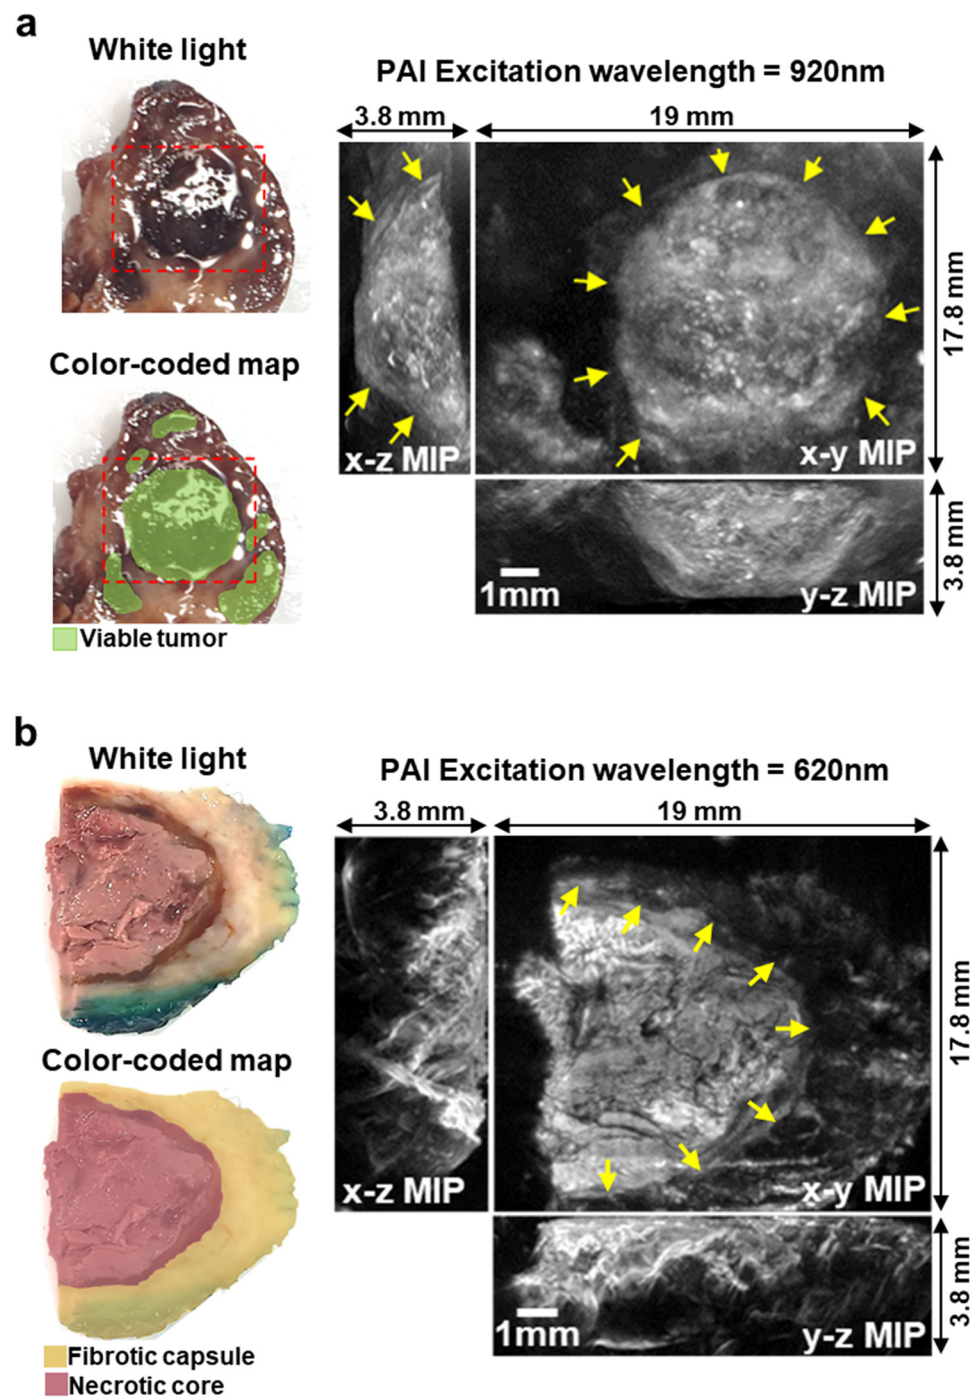 a
White light
PAI Excitation wavelength = 920nm
3.8 mm
19 mm
17.8 mm
Color-coded map
x-z MIP
x-y MIP
3.8 mm
1mm
y-z MIP
Viable tumor
b
White light
PAI Excitation wavelength = 620nm
3.8 mm
19 mm
17.8 mm
Color-coded map
x-z MIP
x-y MIP
3.8 mm
1mm
y-z MIP
Fibrotic capsule
Necrotic core